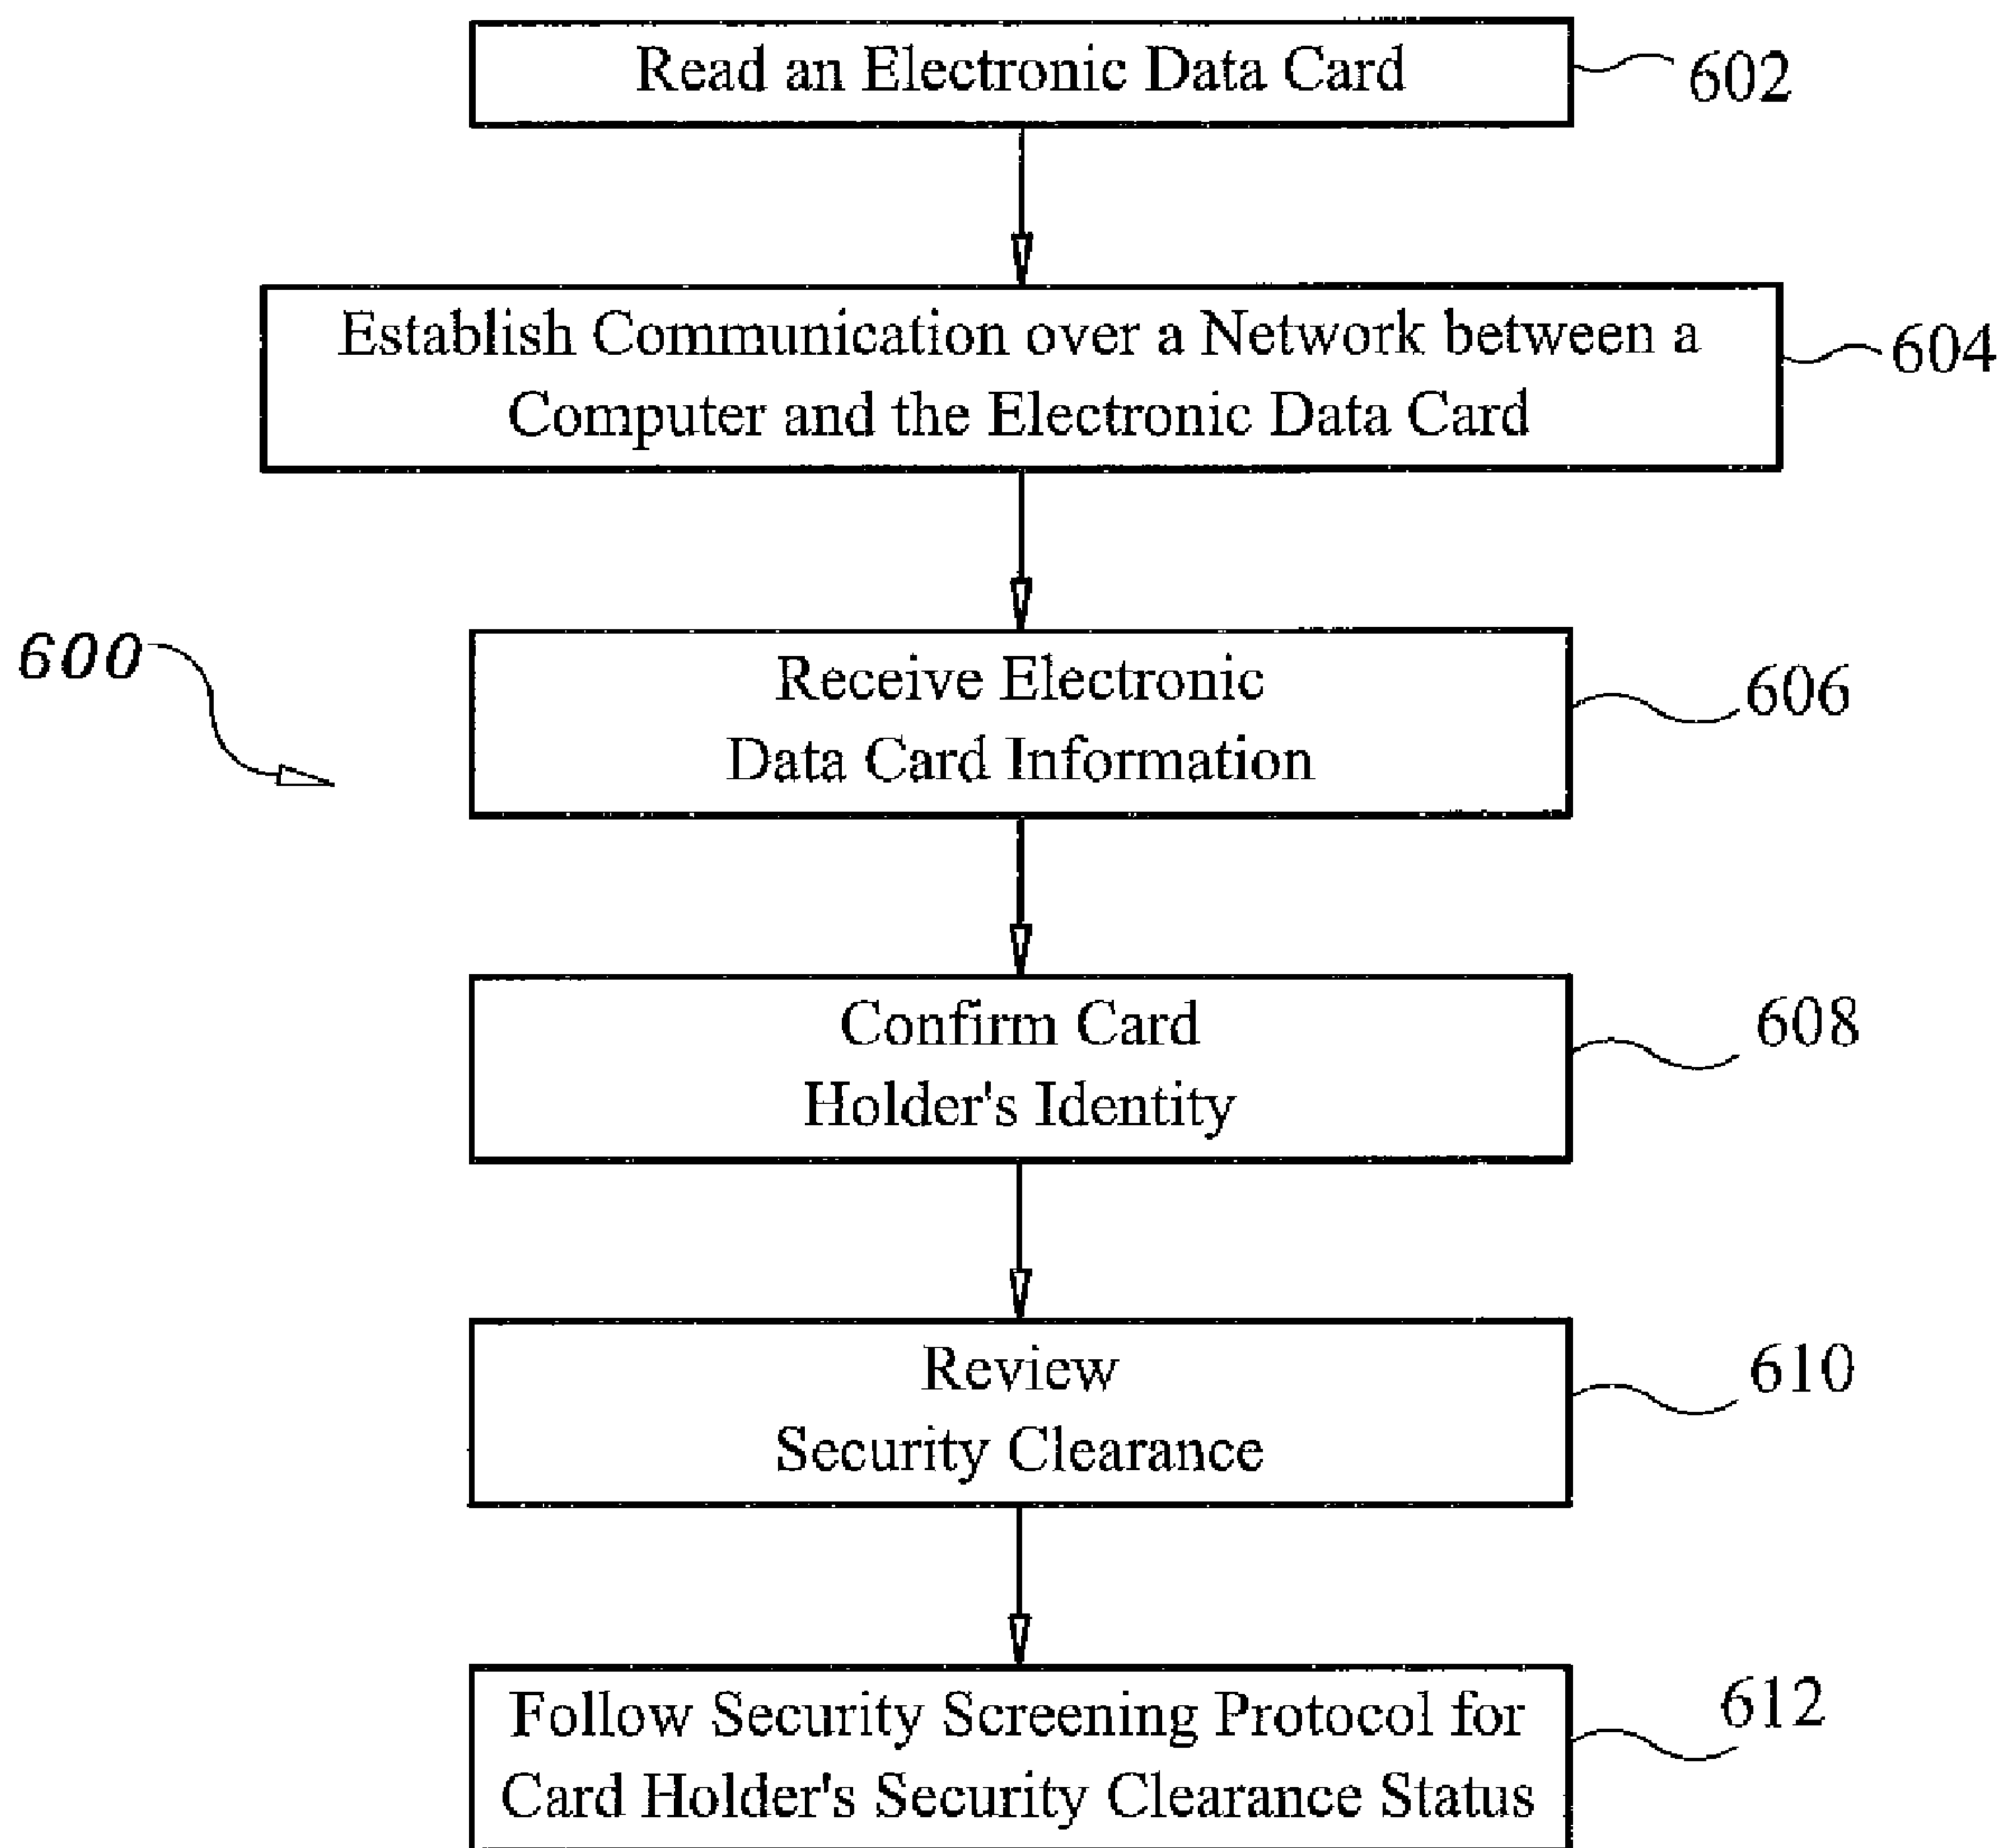 Read an Electronic Data Card
602
Establish Communication over a Network between a
Computer and the Electronic Data Card
604
600
Receive Electronic
Data Card Information
606
Confirm Card
Holder's Identity
608
Review
Security Clearance
610
Follow Security Screening Protocol for
Card Holder's Security Clearance Status
612